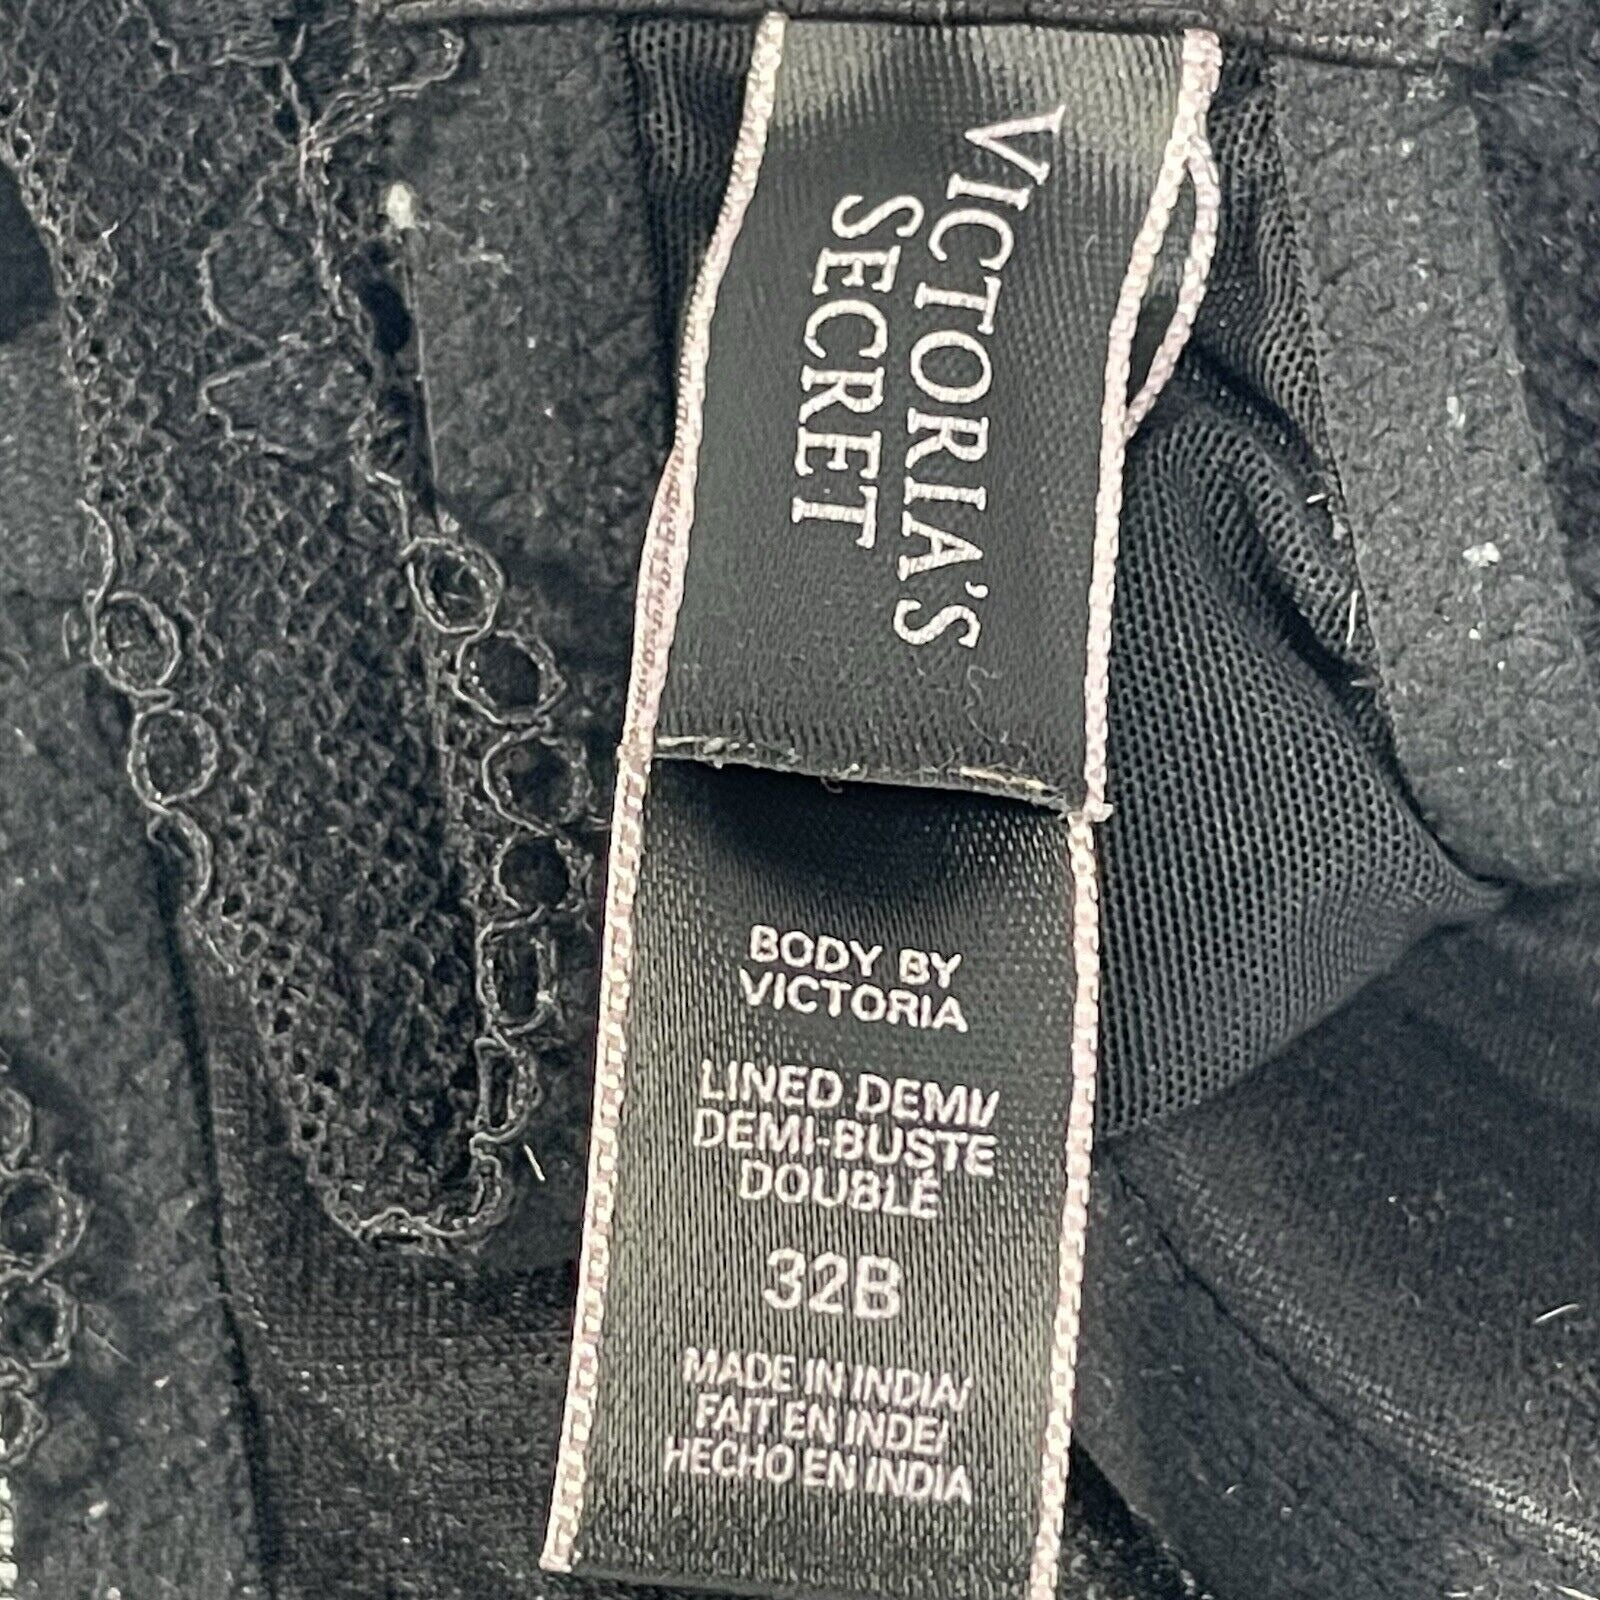 VICTORIA'S
SECRET
BODY BY
VICTORIA
LINED DEMI/
DEMI-BUSTE
DOUBLÉ
32B
MADE IN INDIA/
FAIT EN INDE/
HECHO EN INDIA